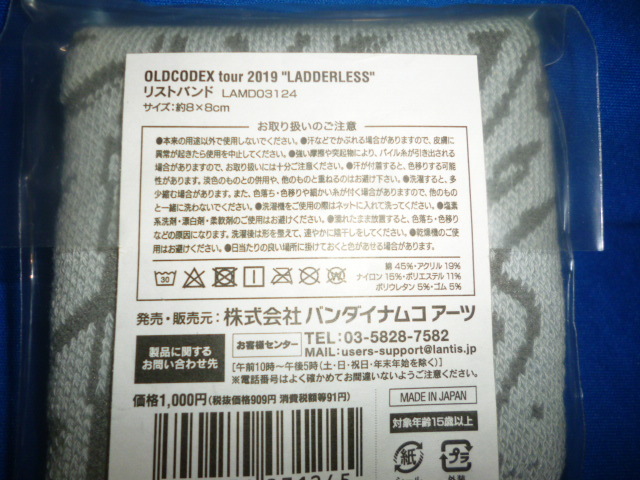 OLDCODEX tour 2019 "LADDERLESS"
リストバンド LAMD03124
サイズ:約8×8cm
お取り扱いのご注意
●本来の用途以外で使用しないでください。●汗などでかぶれる場合がありますので、皮膚に
異常が起きたら使用を中止してください。●強い摩擦や突起物により、パイル糸が引き出される
場合がありますので、お取り扱いには十分ご注意ください。●汗が付着すると、色移りする可能
性があります。淡色のものとの併用や、他のものと重ねるのはお避け下さい。●洗濯すると、多
少縮む場合があります。また、色落ち・色移りや細かい糸が付く場合がありますので、他のもの
と一緒に洗わないでください。●洗濯機をご使用の際はネットに入れて洗ってください。●塩素
系洗剤・漂白剤・柔軟剤のご使用はお避けください。●濡れたまま放置すると、色落ち・色移り
などの原因になります。洗濯後は形を整えて、速やかに陰干しをしてください。●乾燥機のご使
用はお避けください。●日当たりの良い場所に掛けておくと色があせる場合があります。
30
綿 45%・アクリル 19%
ナイロン 15%・ポリエステル 11%
ポリウレタン 5%・ゴム 5%
発売・販売元:株式会社 バンダイナムコ アーツ
製品に関する
お問い合わせ先
お客様センター
TEL:03-5828-7582
MAIL:users-support@lantis.jp
[午前10時〜午後5時(土・日・祝日・年末年始を除く)]
※電話番号はよく確かめてお間違いないようご注意ください。
価格1,000円(税抜価格909円 消費税額等91円)
MADE IN JAPAN
対象年齢15歳以上
紙
プラ